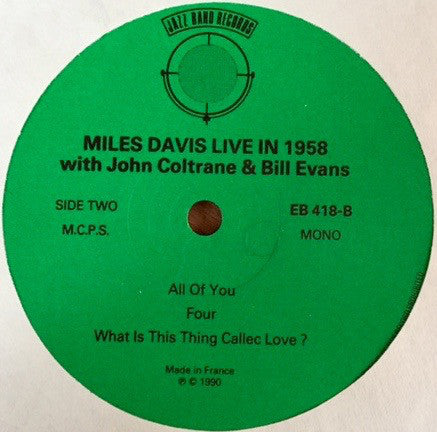 JAZZ BAND RECORDS
MILES DAVIS LIVE IN 1958
with John Coltrane & Bill Evans
SIDE TWO
EB 418-B
M.C.P.S.
MONO
All Of You
Four
What Is This Thing Callec Love ?
Made in France
℗ © 1990